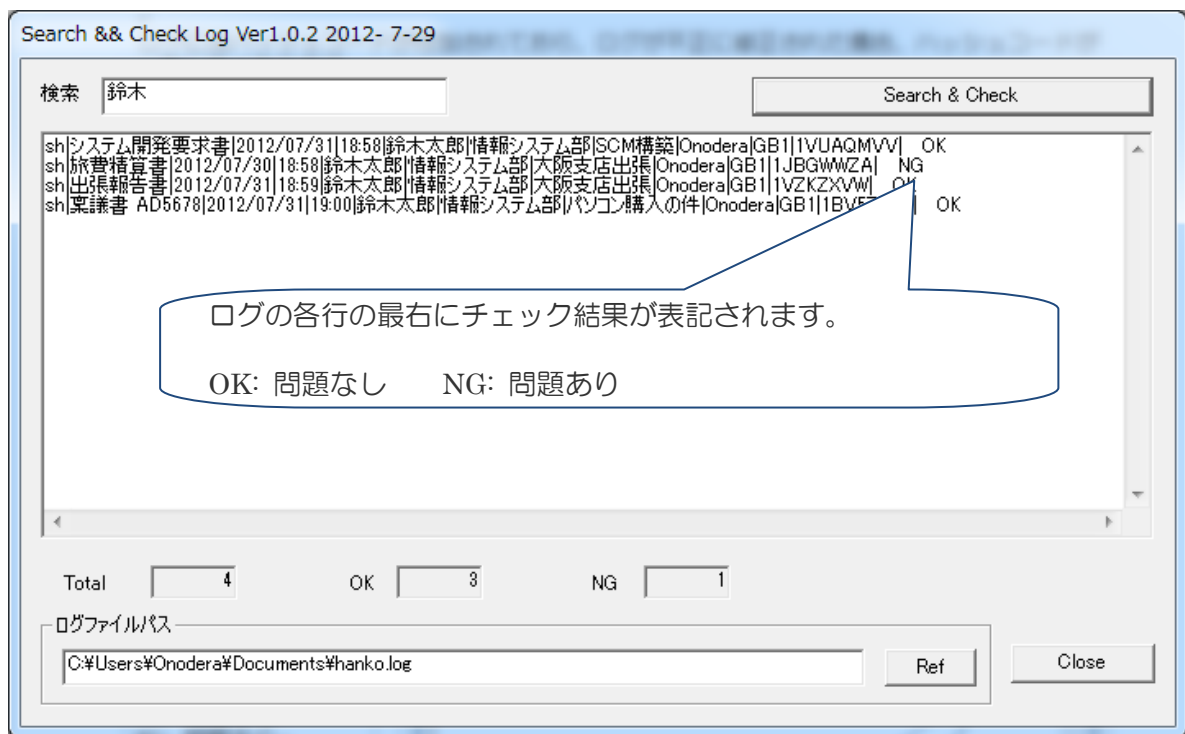 Search && Check Log Ver1.0.2 2012- 7-29
検索 鈴木 Search & Check
sh|システム開発要求書|2012/07/31|18:58|鈴木太郎|情報システム部|SCM構築|Onodera|GB1|1VUAQMVV| OK
sh|旅費積算書|2012/07/30|18:58|鈴木太郎|情報システム部|大阪支店出張|Onodera|GB1|1JBGWWZA| NG
sh|出張報告書|2012/07/31|18:59|鈴木太郎|情報システム部|大阪支店出張|Onodera|GB1|1VZKZXVW| OK
sh|稟議書 AD5678|2012/07/31|19:00|鈴木太郎|情報システム部|パソコン購入の件|Onodera|GB1| OK
ログの各行の最右にチェック結果が表記されます。
OK: 問題なし NG: 問題あり
Total 4 OK 3 NG 1
ログファイルパス
C:¥Users¥Onodera¥Documents¥hanko.log Ref Close